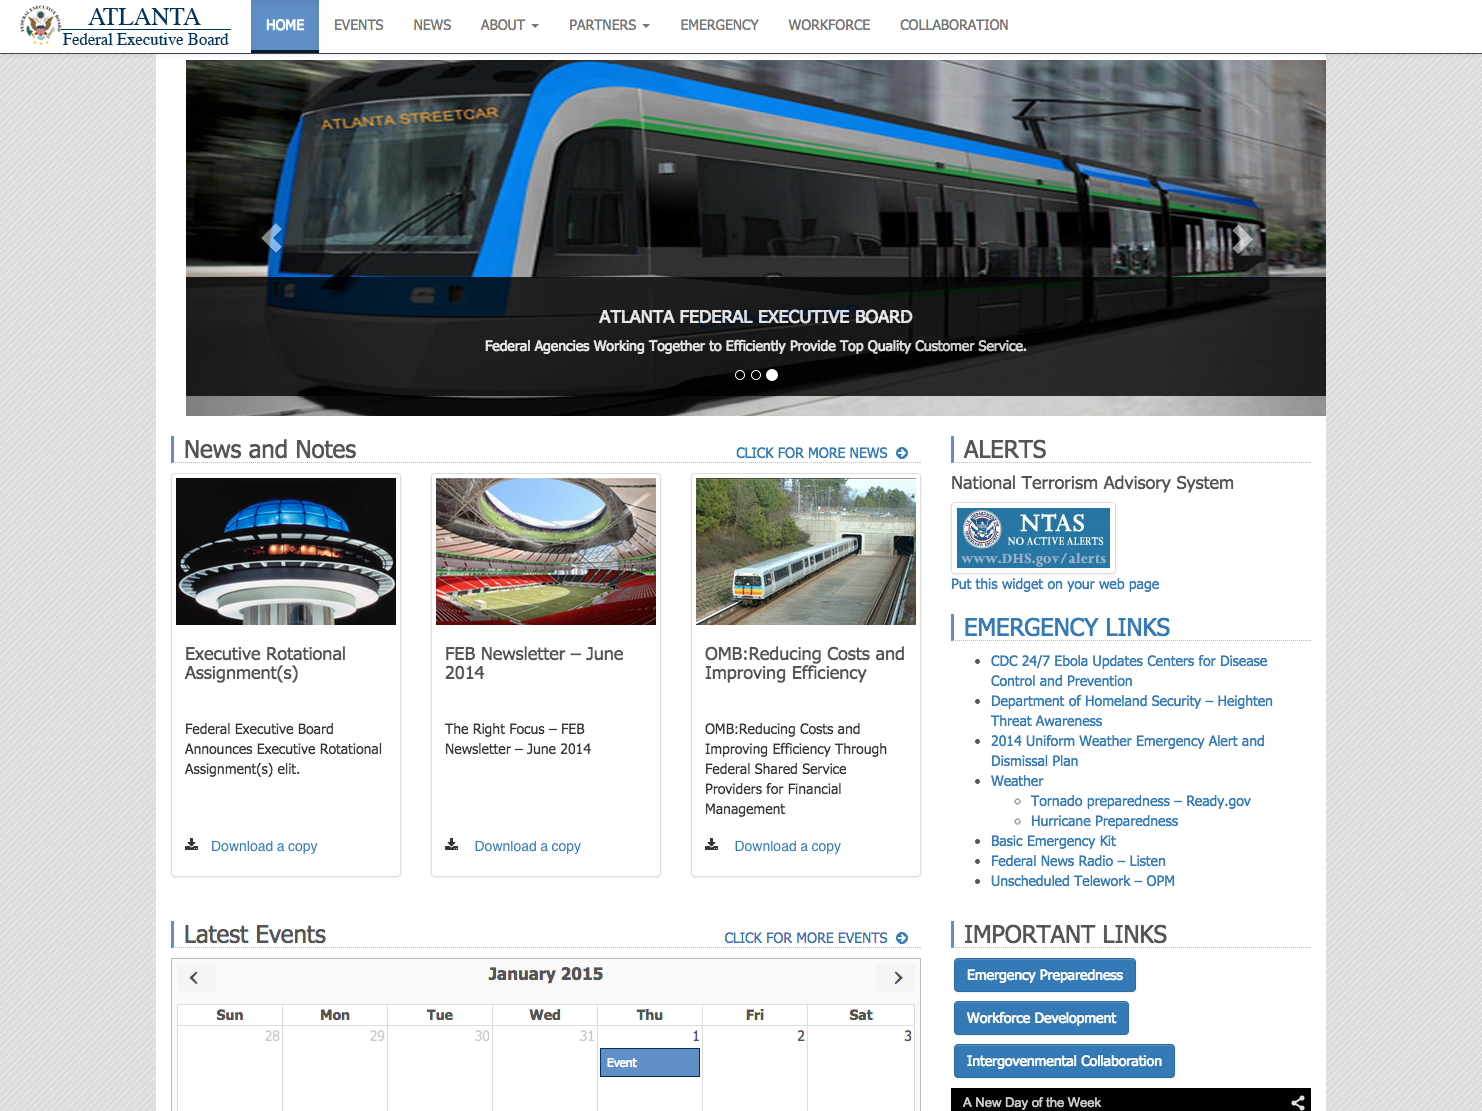 ATLANTA
Federal Executive Board
HOME
EVENTS
NEWS
ABOUT
PARTNERS
EMERGENCY
WORKFORCE
COLLABORATION
ATLANTA STREETCAR
ATLANTA FEDERAL EXECUTIVE BOARD
Federal Agencies Working Together to Efficiently Provide Top Quality Customer Service.
News and Notes
CLICK FOR MORE NEWS
Executive Rotational
Assignment(s)
Federal Executive Board
Announces Executive Rotational
Assignment(s) elit.
Download a copy
FEB Newsletter – June
2014
The Right Focus – FEB
Newsletter – June 2014
Download a copy
OMB:Reducing Costs and
Improving Efficiency
OMB:Reducing Costs and
Improving Efficiency Through
Federal Shared Service
Providers for Financial
Management
Download a copy
ALERTS
National Terrorism Advisory System
NTAS
NO ACTIVE ALERTS
www.DHS.gov/alerts
Put this widget on your web page
EMERGENCY LINKS
CDC 24/7 Ebola Updates Centers for Disease
Control and Prevention
Department of Homeland Security – Heighten
Threat Awareness
2014 Uniform Weather Emergency Alert and
Dismissal Plan
Weather
Tornado preparedness – Ready.gov
Hurricane Preparedness
Basic Emergency Kit
Federal News Radio – Listen
Unscheduled Telework – OPM
Latest Events
CLICK FOR MORE EVENTS
January 2015
Sun Mon Tue Wed Thu Fri Sat
28 29 30 31 1 2 3
Event
IMPORTANT LINKS
Emergency Preparedness
Workforce Development
Intergovenmental Collaboration
A New Day of the Week